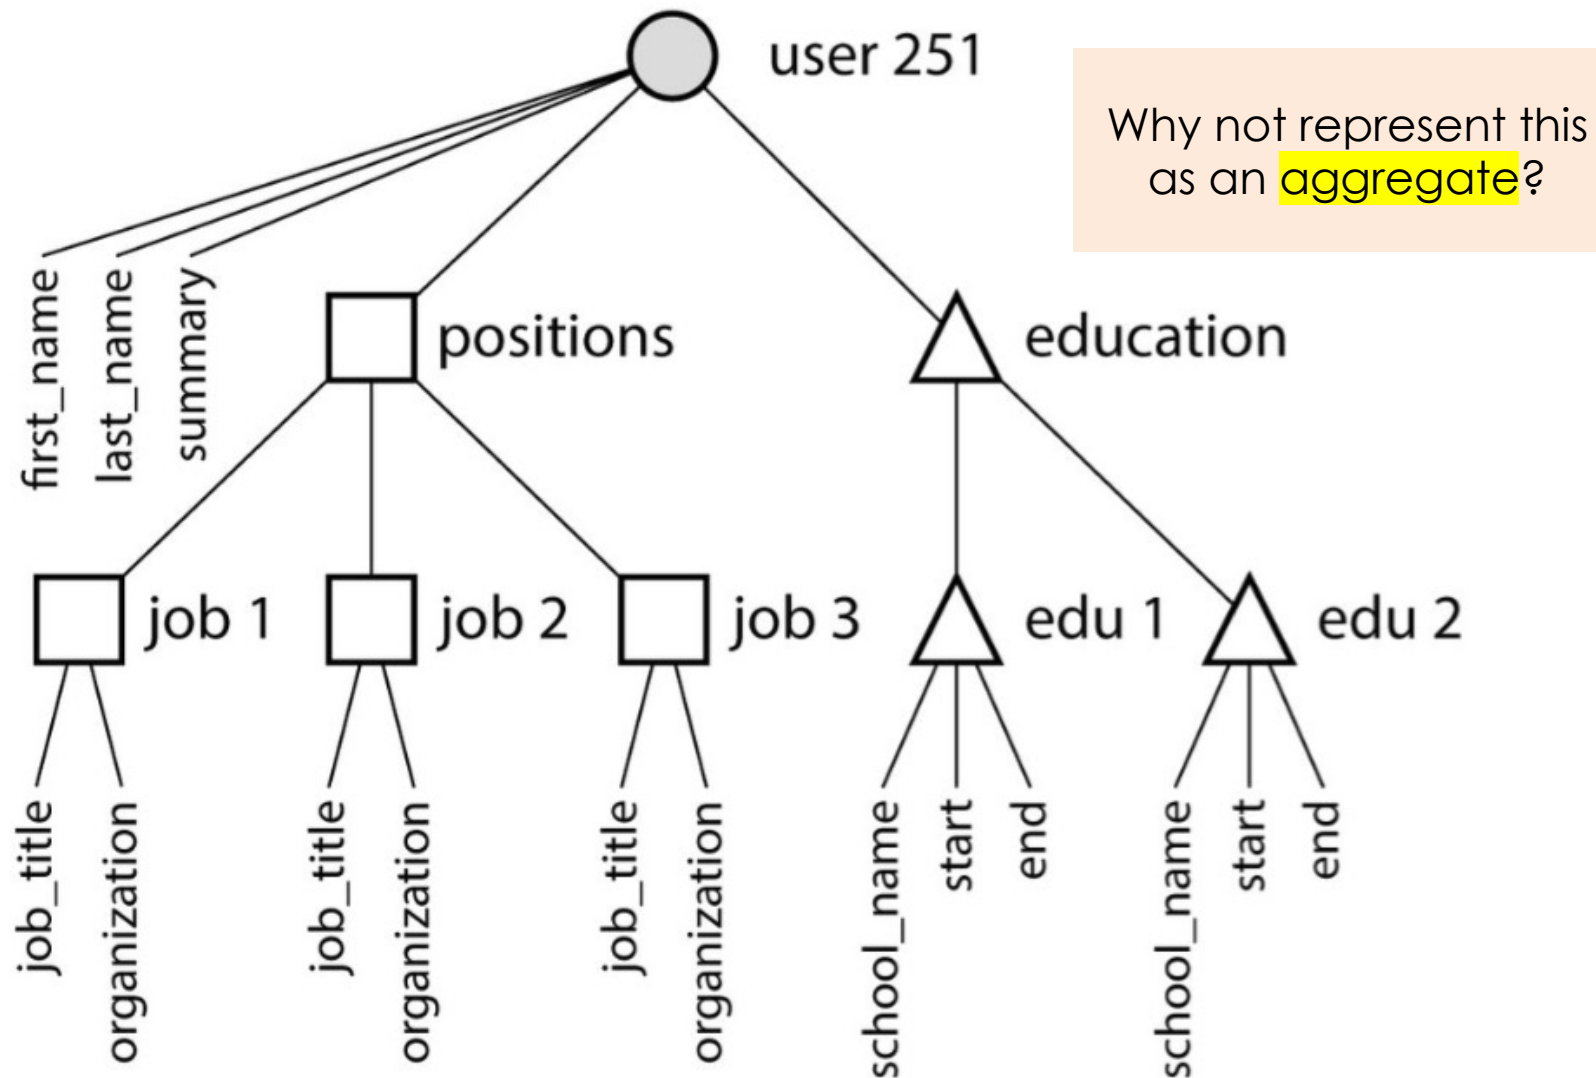 user 251
Why not represent this
as an aggregate?
first_name
last_name
summary
positions
education
job 1
job 2
job 3
edu 1
edu 2
job_title
organization
job_title
organization
job_title
organization
school_name
start
end
school_name
start
end